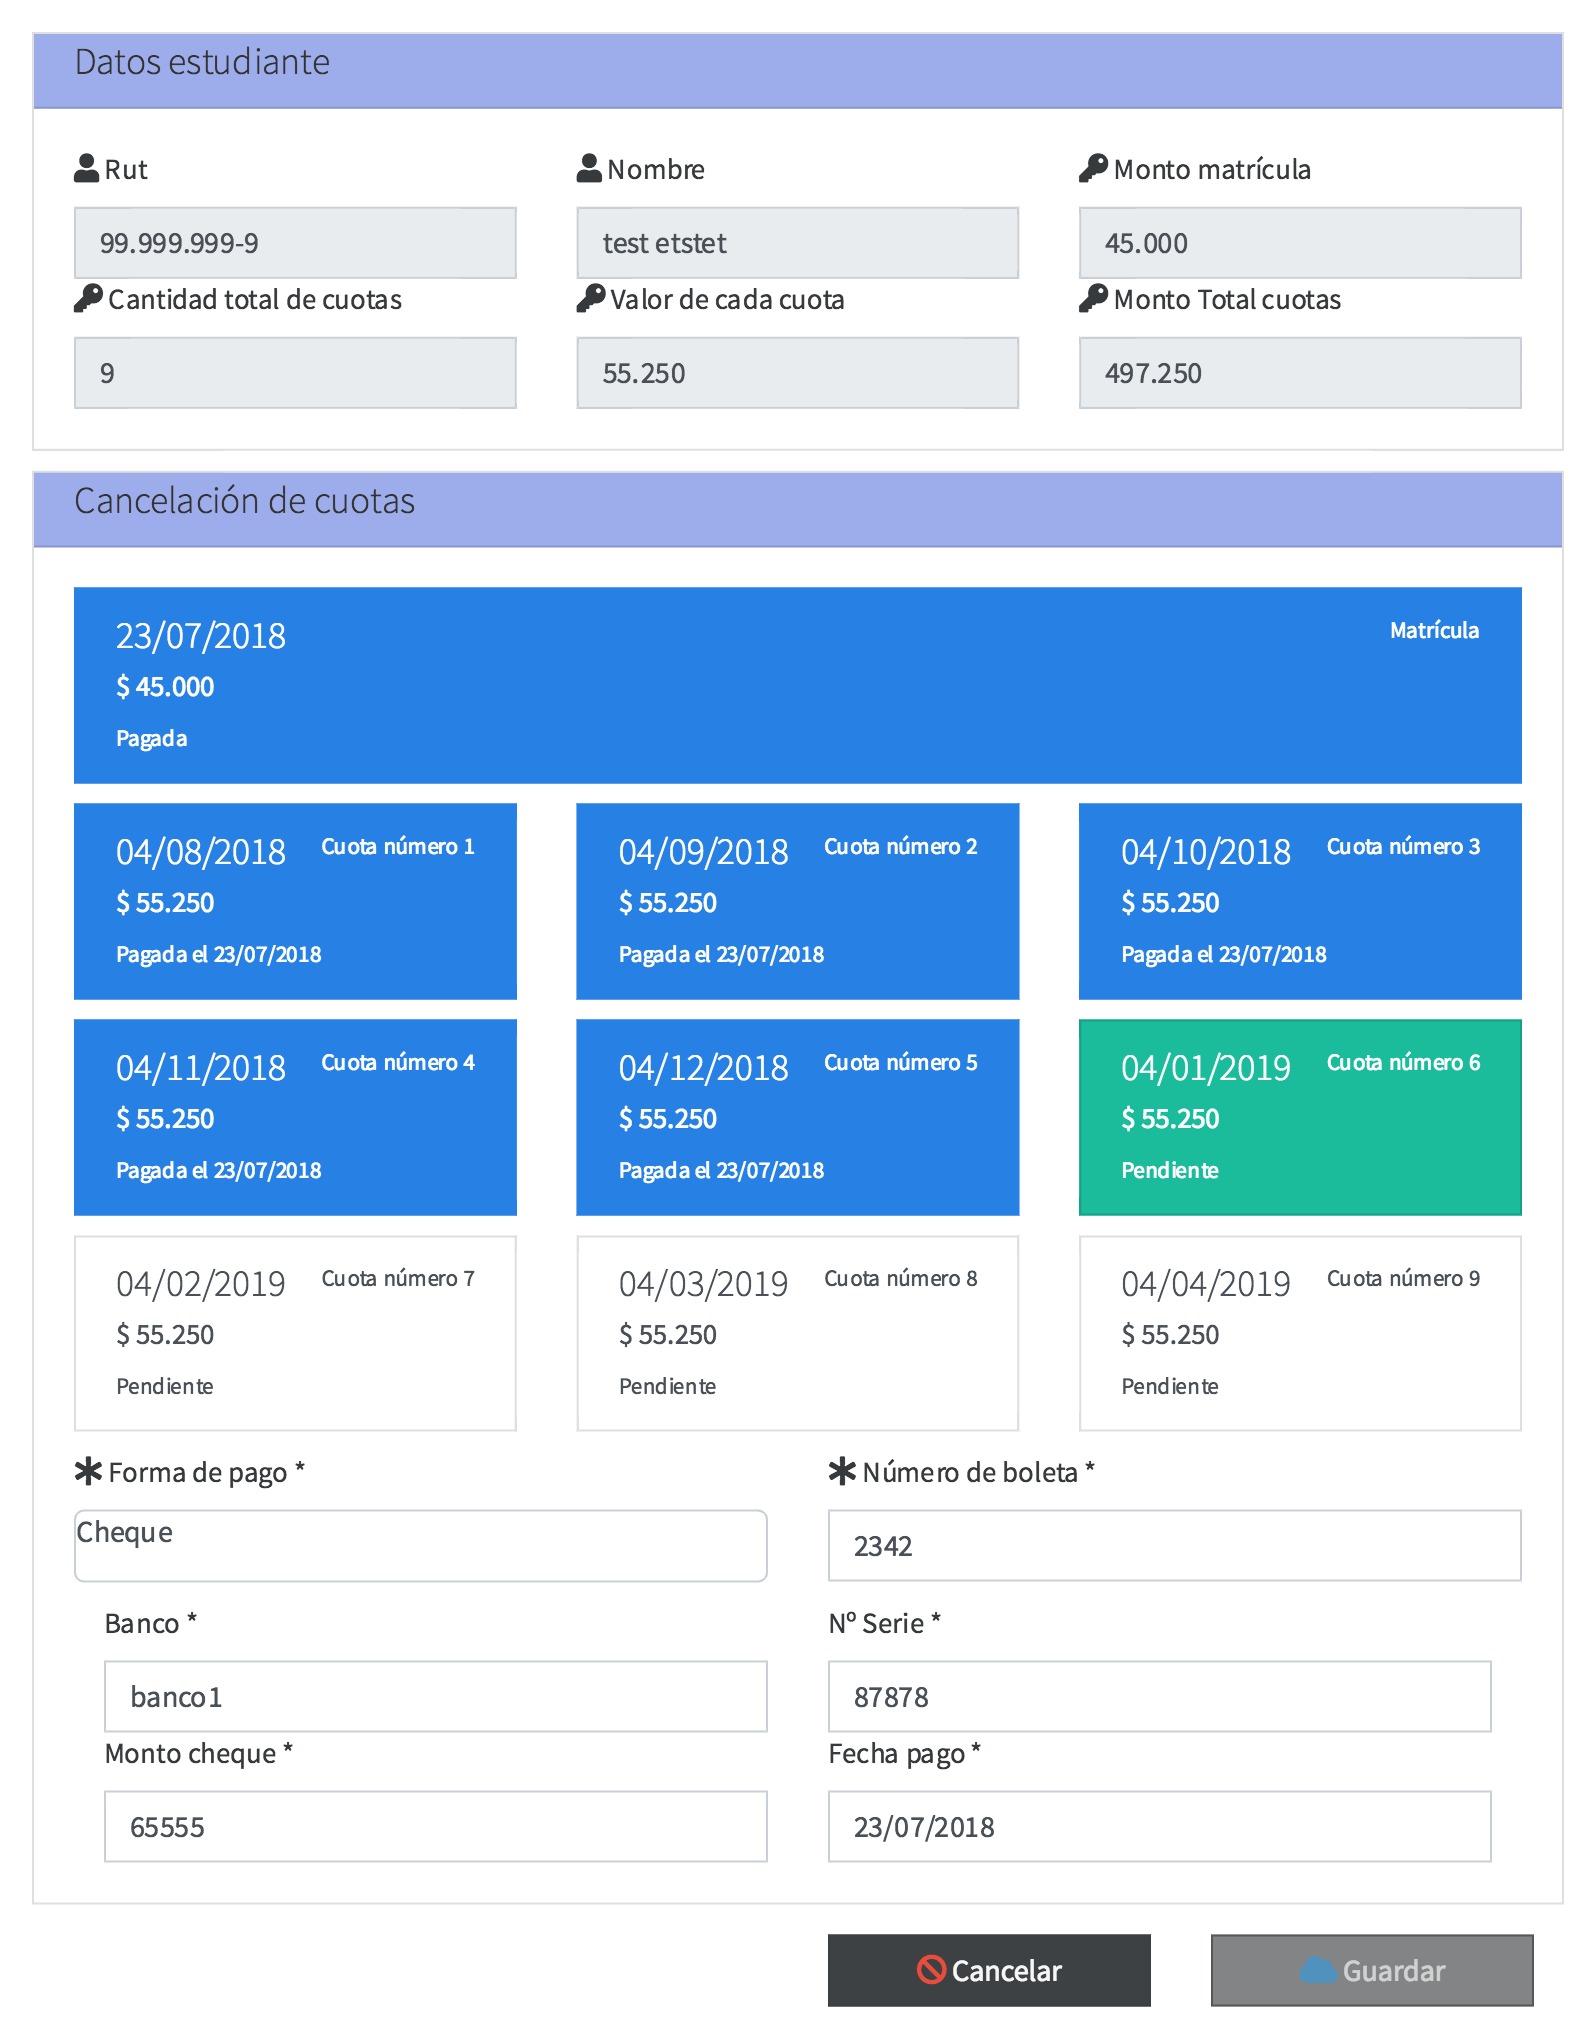 Datos estudiante
Rut
Nombre
Monto matrícula
99.999.999-9
test etstet
45.000
Cantidad total de cuotas
Valor de cada cuota
Monto Total cuotas
9
55.250
497.250
Cancelación de cuotas
23/07/2018
Matrícula
$ 45.000
Pagada
04/08/2018
Cuota número 1
$ 55.250
Pagada el 23/07/2018
04/09/2018
Cuota número 2
$ 55.250
Pagada el 23/07/2018
04/10/2018
Cuota número 3
$ 55.250
Pagada el 23/07/2018
04/11/2018
Cuota número 4
$ 55.250
Pagada el 23/07/2018
04/12/2018
Cuota número 5
$ 55.250
Pagada el 23/07/2018
04/01/2019
Cuota número 6
$ 55.250
Pendiente
04/02/2019
Cuota número 7
$ 55.250
Pendiente
04/03/2019
Cuota número 8
$ 55.250
Pendiente
04/04/2019
Cuota número 9
$ 55.250
Pendiente
Forma de pago *
Número de boleta *
Cheque
2342
Banco *
Nº Serie *
banco1
87878
Monto cheque *
Fecha pago *
65555
23/07/2018
Cancelar
Guardar